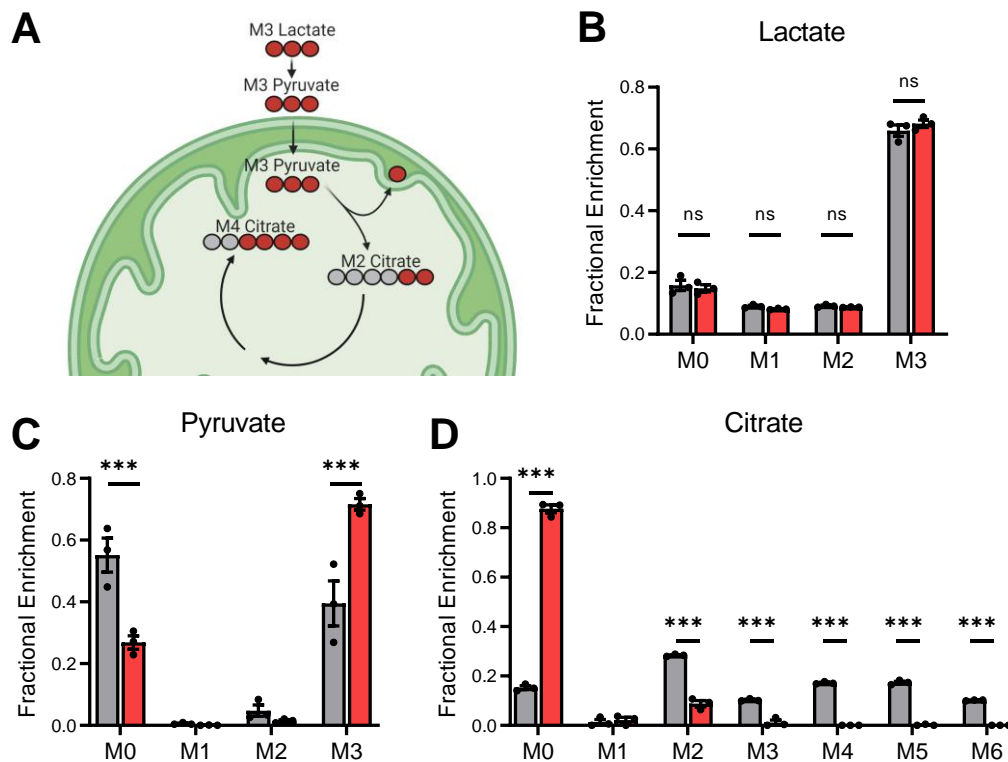 A
M3 Lactate
M3 Pyruvate
M3 Pyruvate
M4 Citrate
M2 Citrate
B
Lactate
Fractional Enrichment
0.8
0.6
0.4
0.2
0.0
ns
ns
ns
ns
M0
M1
M2
M3
C
Pyruvate
Fractional Enrichment
0.8
0.6
0.4
0.2
0.0
***
***
M0
M1
M2
M3
D
Citrate
Fractional Enrichment
1.0
0.8
0.6
0.4
0.2
0.0
***
***
***
***
***
***
M0
M1
M2
M3
M4
M5
M6